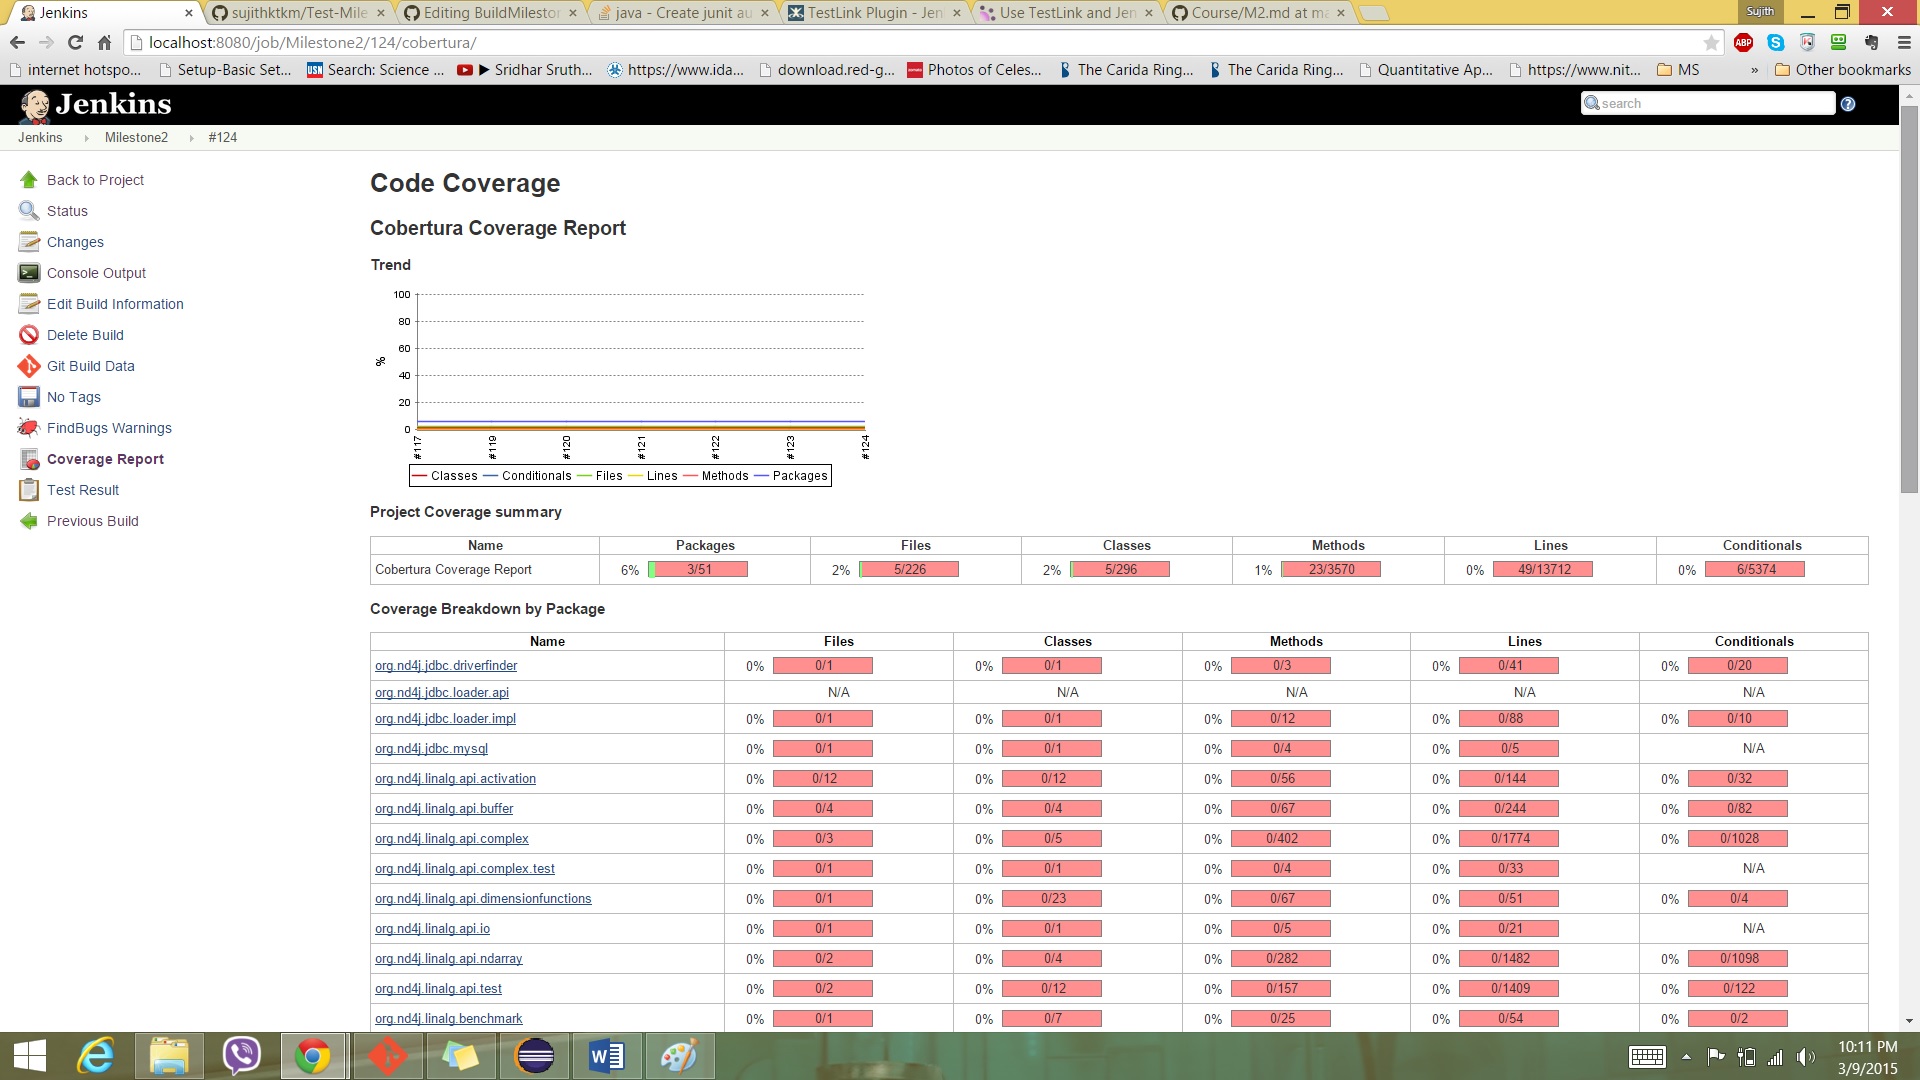 Jenkins
sujithktkm/Test-Mile
Editing BuildMilestor
java - Create junit au
TestLink Plugin - Jen
Use TestLink and Jen
Course/M2.md at ma
Sujith
localhost:8080/job/Milestone2/124/cobertura/
ABP
internet hotspo... Setup-Basic Set... USN Search: Science ... ▶ Sridhar Sruth... https://www.ida... download.red-g... Photos of Celes... The Carida Ring... The Carida Ring... Quantitative Ap... https://www.nit... MS » Other bookmarks
Jenkins
search
Jenkins Milestone2 #124
Back to Project
Status
Changes
Console Output
Edit Build Information
Delete Build
Git Build Data
No Tags
FindBugs Warnings
Coverage Report
Test Result
Previous Build
Code Coverage
Cobertura Coverage Report
Trend
100
80
60
40
20
0
%
#117 #119 #120 #121 #122 #123 #124
Classes Conditionals Files Lines Methods Packages
Project Coverage summary
Name Packages Files Classes Methods Lines Conditionals
Cobertura Coverage Report 6% 3/51 2% 5/226 2% 5/296 1% 23/3570 0% 49/13712 0% 6/5374
Coverage Breakdown by Package
Name Files Classes Methods Lines Conditionals
org.nd4j.jdbc.driverfinder 0% 0/1 0% 0/1 0% 0/3 0% 0/41 0% 0/20
org.nd4j.jdbc.loader.api N/A N/A N/A N/A N/A
org.nd4j.jdbc.loader.impl 0% 0/1 0% 0/1 0% 0/12 0% 0/88 0% 0/10
org.nd4j.jdbc.mysql 0% 0/1 0% 0/1 0% 0/4 0% 0/5 N/A
org.nd4j.linalg.api.activation 0% 0/12 0% 0/12 0% 0/56 0% 0/144 0% 0/32
org.nd4j.linalg.api.buffer 0% 0/4 0% 0/4 0% 0/67 0% 0/244 0% 0/82
org.nd4j.linalg.api.complex 0% 0/3 0% 0/5 0% 0/402 0% 0/1774 0% 0/1028
org.nd4j.linalg.api.complex.test 0% 0/1 0% 0/1 0% 0/4 0% 0/33 N/A
org.nd4j.linalg.api.dimensionfunctions 0% 0/1 0% 0/23 0% 0/67 0% 0/51 0% 0/4
org.nd4j.linalg.api.io 0% 0/1 0% 0/1 0% 0/5 0% 0/21 N/A
org.nd4j.linalg.api.ndarray 0% 0/2 0% 0/4 0% 0/282 0% 0/1482 0% 0/1098
org.nd4j.linalg.api.test 0% 0/2 0% 0/12 0% 0/157 0% 0/1409 0% 0/122
org.nd4j.linalg.benchmark 0% 0/1 0% 0/7 0% 0/25 0% 0/54 0% 0/2
10:11 PM
3/9/2015